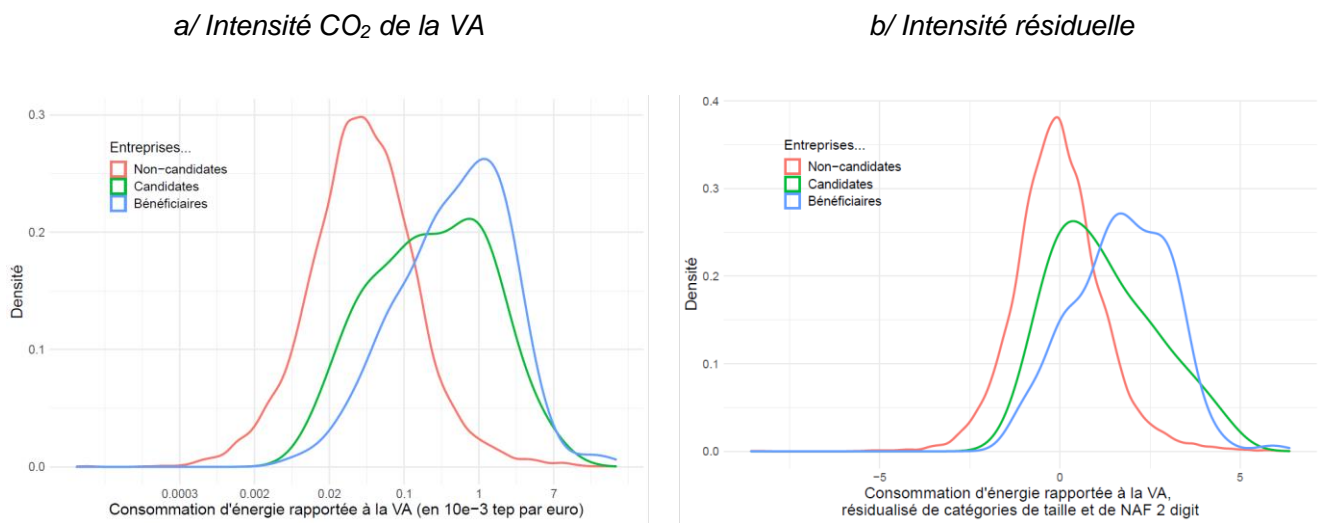 a/ Intensité CO₂ de la VA
b/ Intensité résiduelle
0.3
0.2
0.1
0.0
Densité
Entreprises...
Non−candidates
Candidates
Bénéficiaires
0.0003 0.002 0.02 0.1 1 7
Consommation d'énergie rapportée à la VA (en 10e−3 tep par euro)
0.4
0.3
0.2
0.1
0.0
Densité
Entreprises...
Non−candidates
Candidates
Bénéficiaires
−5 0 5
Consommation d'énergie rapportée à la VA,
résidualisé de catégories de taille et de NAF 2 digit